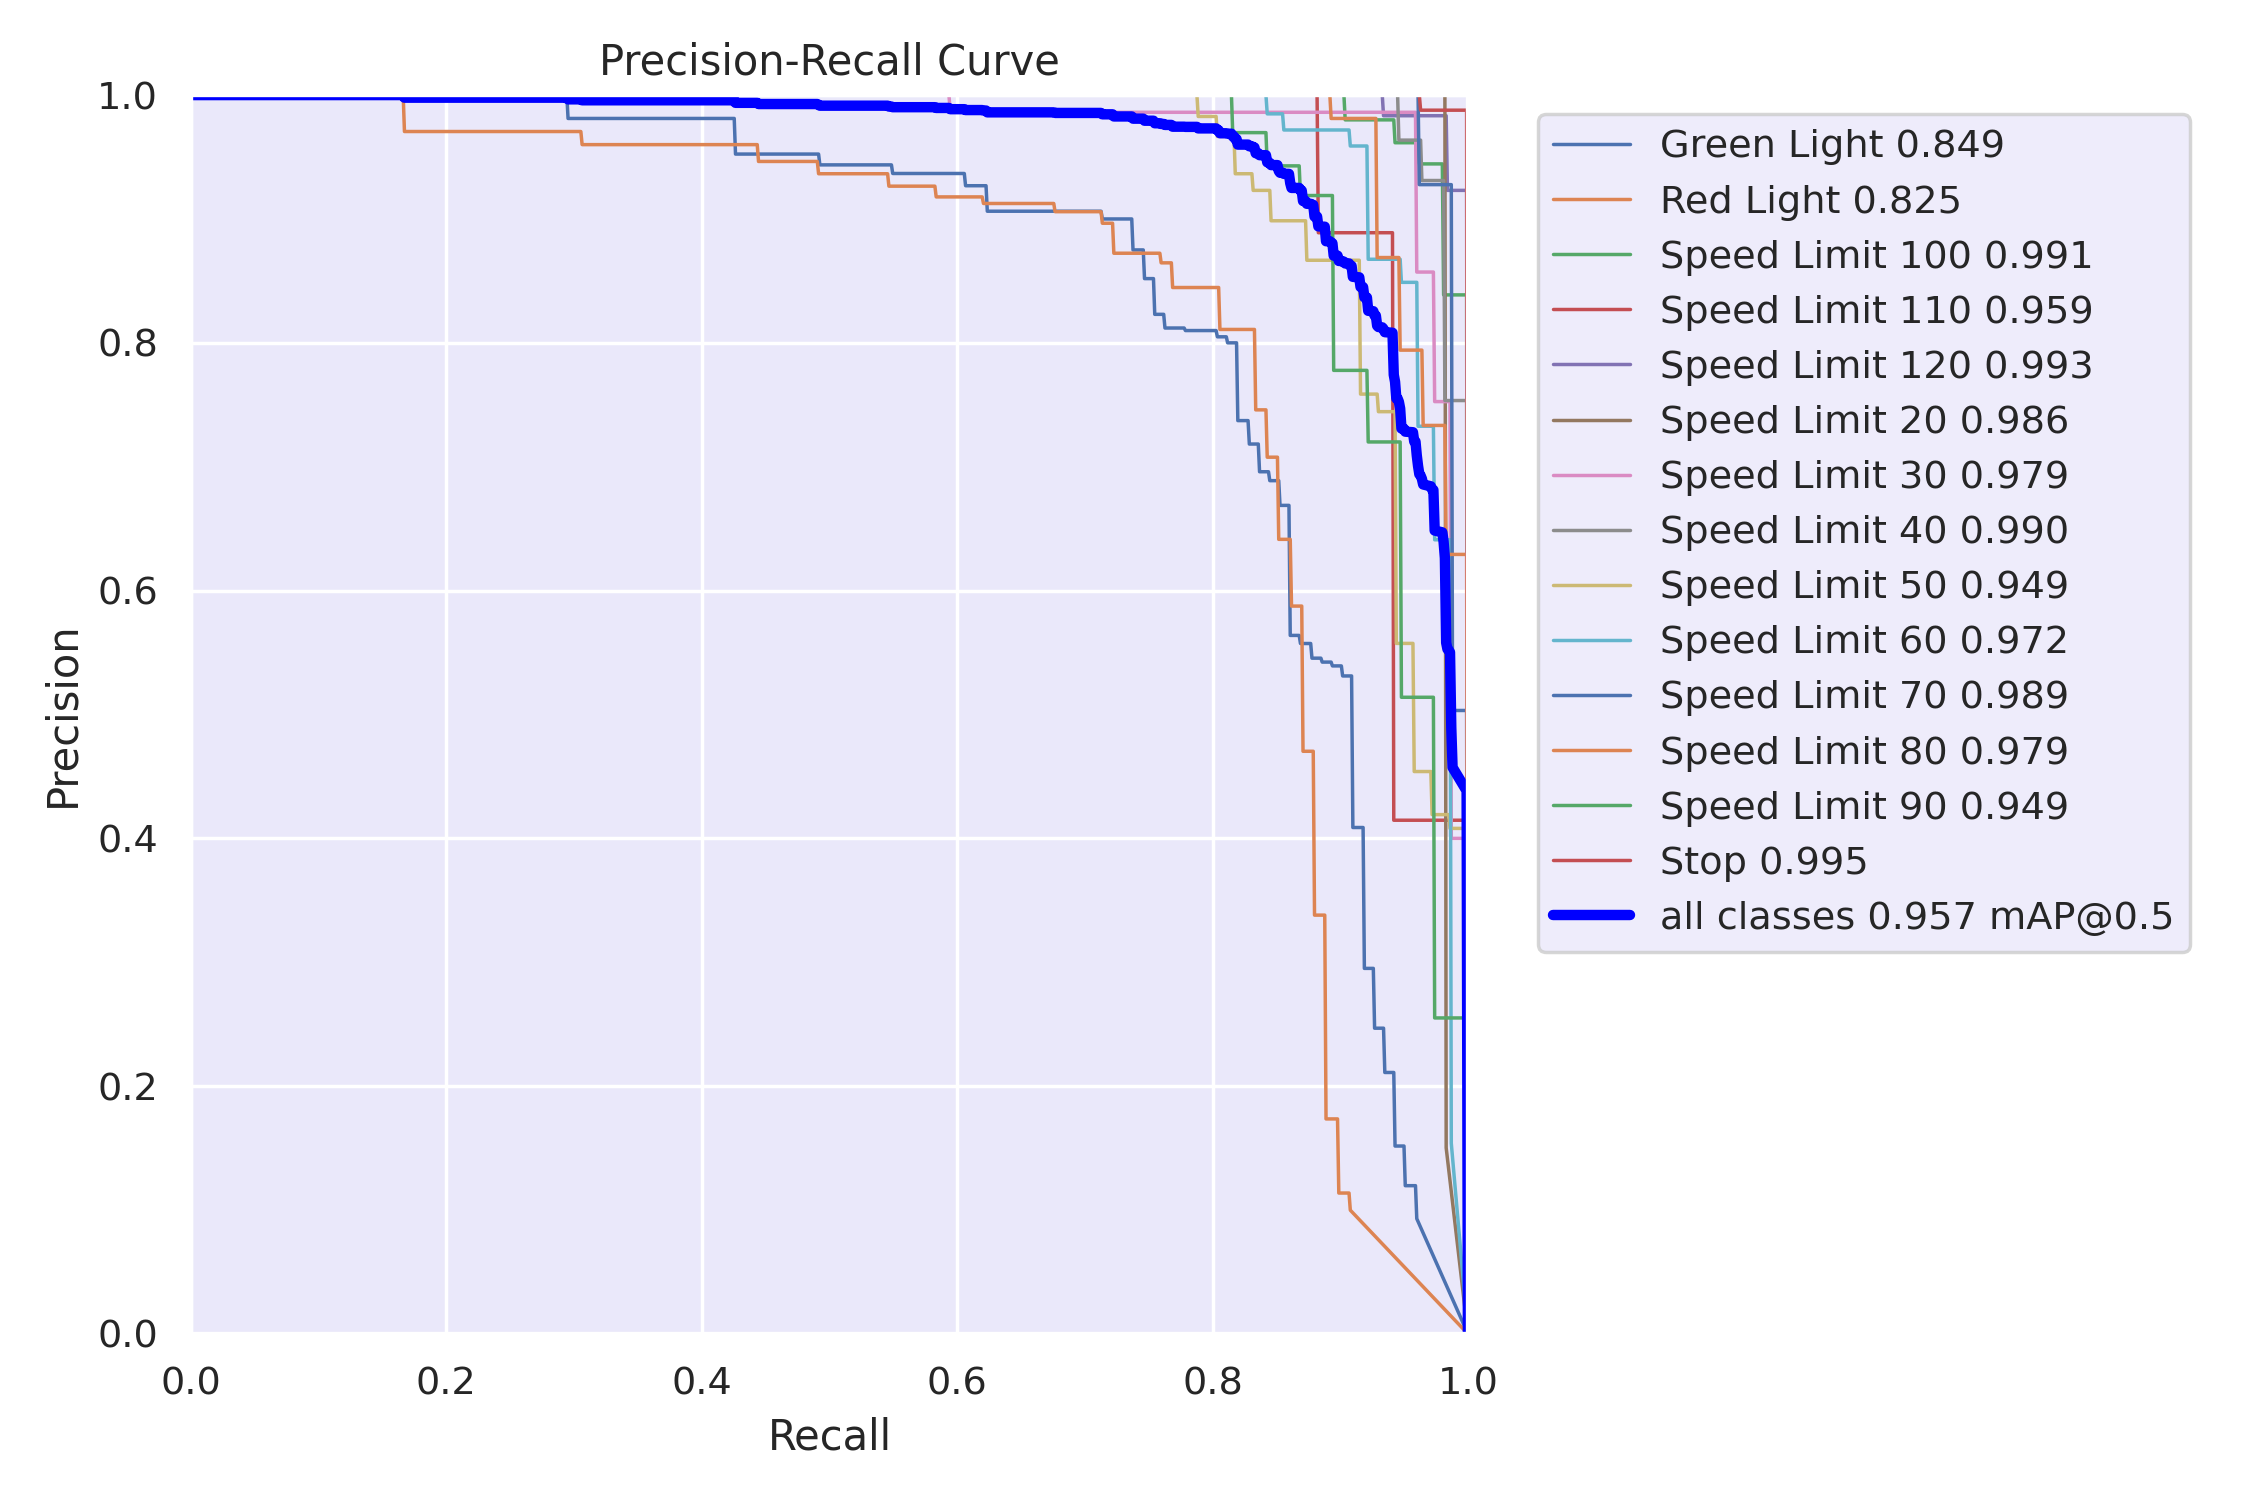 Precision-Recall Curve
1.0
0.8
0.6
0.4
0.2
0.0
Precision
0.0 0.2 0.4 0.6 0.8 1.0
Recall
Green Light 0.849
Red Light 0.825
Speed Limit 100 0.991
Speed Limit 110 0.959
Speed Limit 120 0.993
Speed Limit 20 0.986
Speed Limit 30 0.979
Speed Limit 40 0.990
Speed Limit 50 0.949
Speed Limit 60 0.972
Speed Limit 70 0.989
Speed Limit 80 0.979
Speed Limit 90 0.949
Stop 0.995
all classes 0.957 mAP@0.5